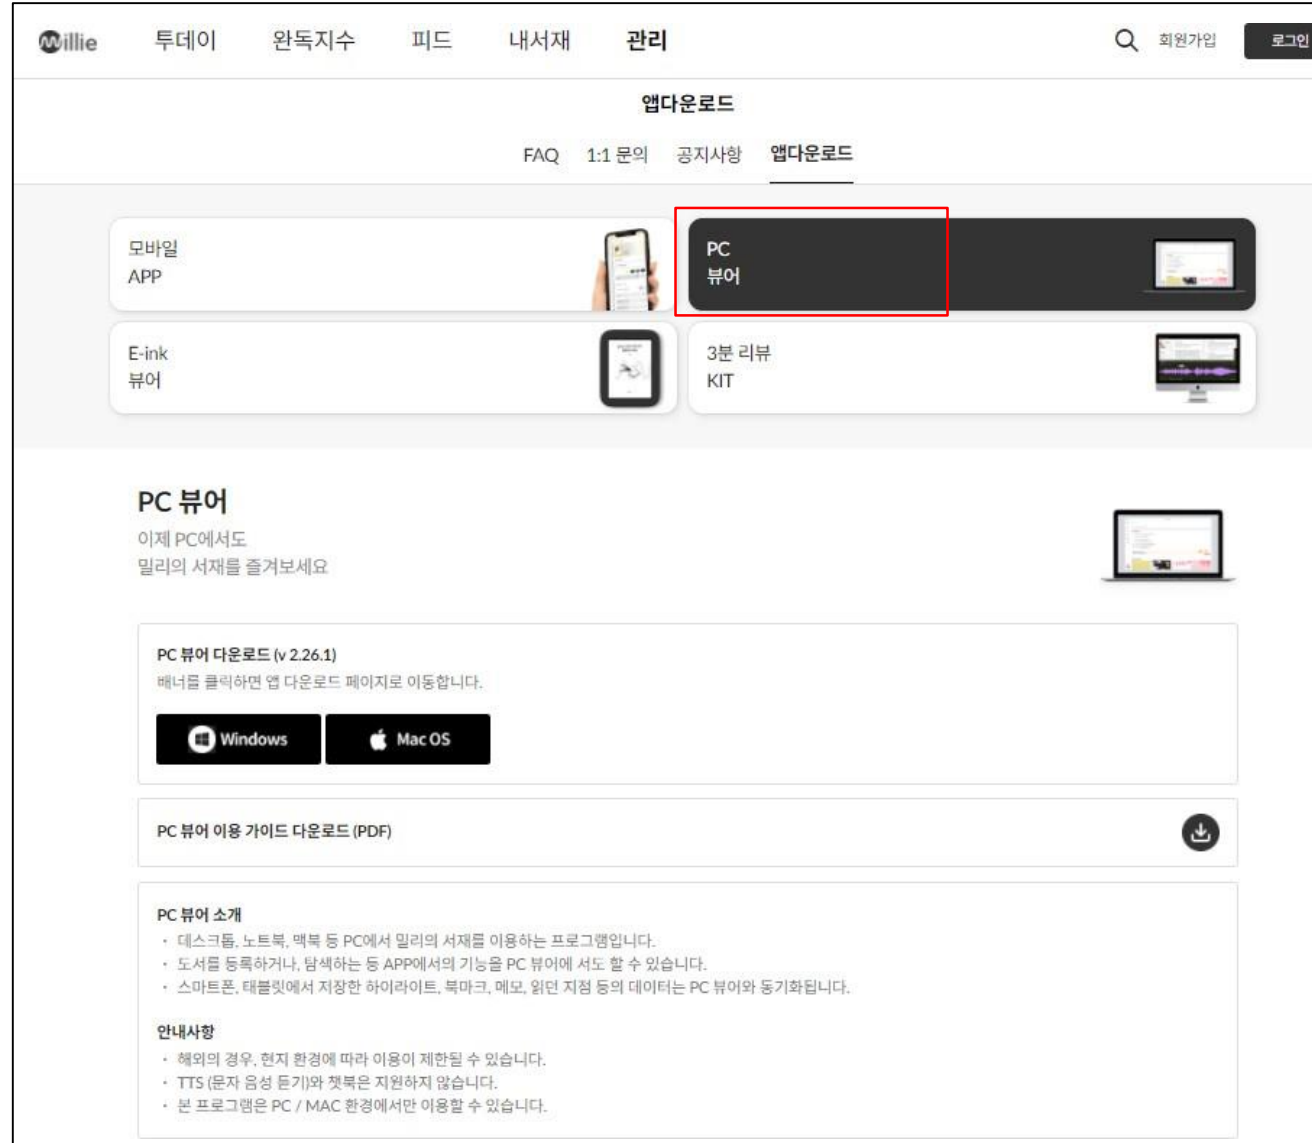 Millie 투데이 완독지수 피드 내서재 관리 회원가입 로그인
앱다운로드
FAQ 1:1 문의 공지사항 앱다운로드
모바일
APP
PC
뷰어
E-ink
뷰어
3분 리뷰
KIT
PC 뷰어
이제 PC에서도
밀리의 서재를 즐겨보세요
PC 뷰어 다운로드 (v 2.26.1)
배너를 클릭하면 앱 다운로드 페이지로 이동합니다.
Windows Mac OS
PC 뷰어 이용 가이드 다운로드 (PDF)
PC 뷰어 소개
· 데스크톱, 노트북, 맥북 등 PC에서 밀리의 서재를 이용하는 프로그램입니다.
· 도서를 등록하거나, 탐색하는 등 APP에서의 기능을 PC 뷰어에 서도 할 수 있습니다.
· 스마트폰, 태블릿에서 저장한 하이라이트, 북마크, 메모, 읽던 지점 등의 데이터는 PC 뷰어와 동기화됩니다.
안내사항
· 해외의 경우, 현지 환경에 따라 이용이 제한될 수 있습니다.
· TTS (문자 음성 듣기)와 챗북은 지원하지 않습니다.
· 본 프로그램은 PC / MAC 환경에서만 이용할 수 있습니다.